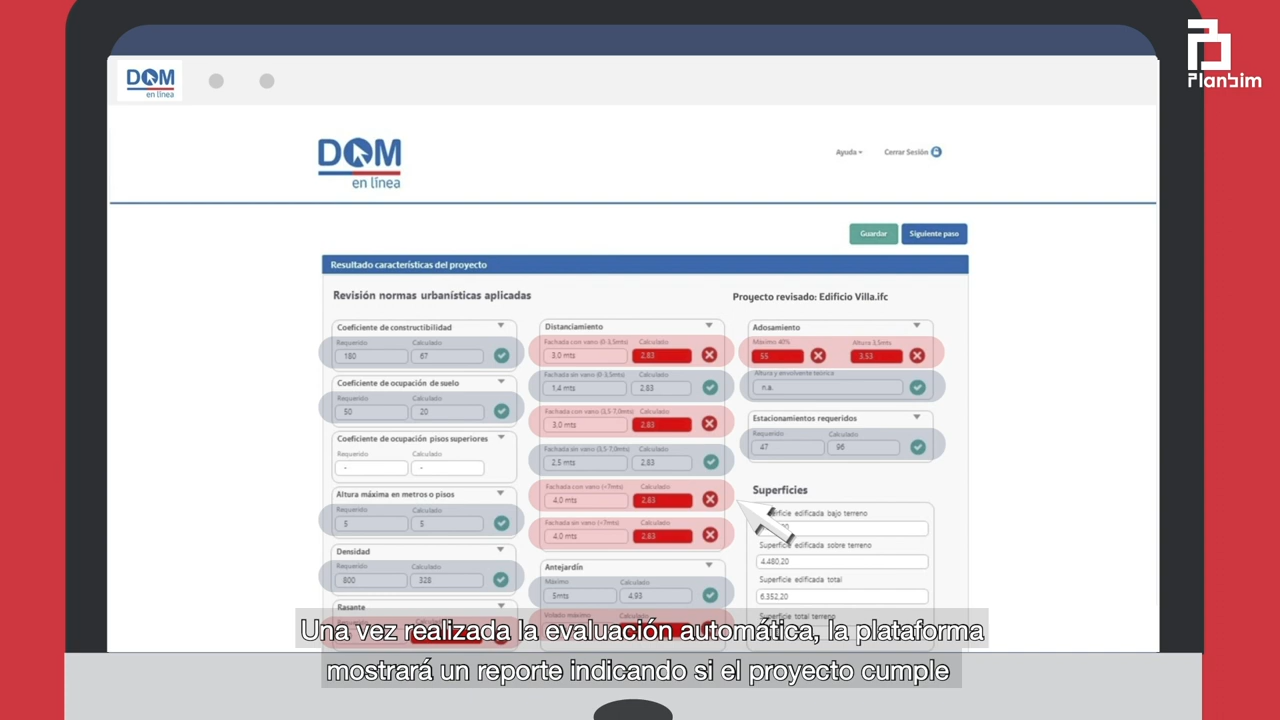 DOM
en línea
Planbim
DOM
en línea
Ayuda
Cerrar Sesión
Guardar
Siguiente paso
Resultado características del proyecto
Revisión normas urbanísticas aplicadas
Proyecto revisado: Edificio Villa.ifc
Coeficiente de constructibilidad
Requerido Calculado
180 67
Coeficiente de ocupación de suelo
Requerido Calculado
50 20
Coeficiente de ocupación pisos superiores
Requerido Calculado
- -
Altura máxima en metros o pisos
Requerido Calculado
5 5
Densidad
Requerido Calculado
800 328
Rasante
Distanciamiento
Fachada con vano (0-3,5mts) Calculado
3,0 mts 2,83
Fachada sin vano (0-3,5mts) Calculado
1,4 mts 2,83
Fachada con vano (3,5-7,0mts) Calculado
3,0 mts 2,83
Fachada sin vano (3,5-7,0mts) Calculado
2,5 mts 2,83
Fachada con vano (<7mts) Calculado
4,0 mts 2,83
Fachada sin vano (<7mts) Calculado
4,0 mts 2,83
Antejardín
Máximo Calculado
5mts 4,93
Volado máximo Calculado
Adosamiento
Máximo 40% Altura 3,5mts
55 3,53
Altura y envolvente teórica
n.a.
Estacionamientos requeridos
Requerido Calculado
47 96
Superficies
edificada bajo terreno
Superficie edificada sobre terreno
4.480,20
Superficie edificada total
6.352,20
Superficie total terreno
Una vez realizada la evaluación automática, la plataforma
mostrará un reporte indicando si el proyecto cumple